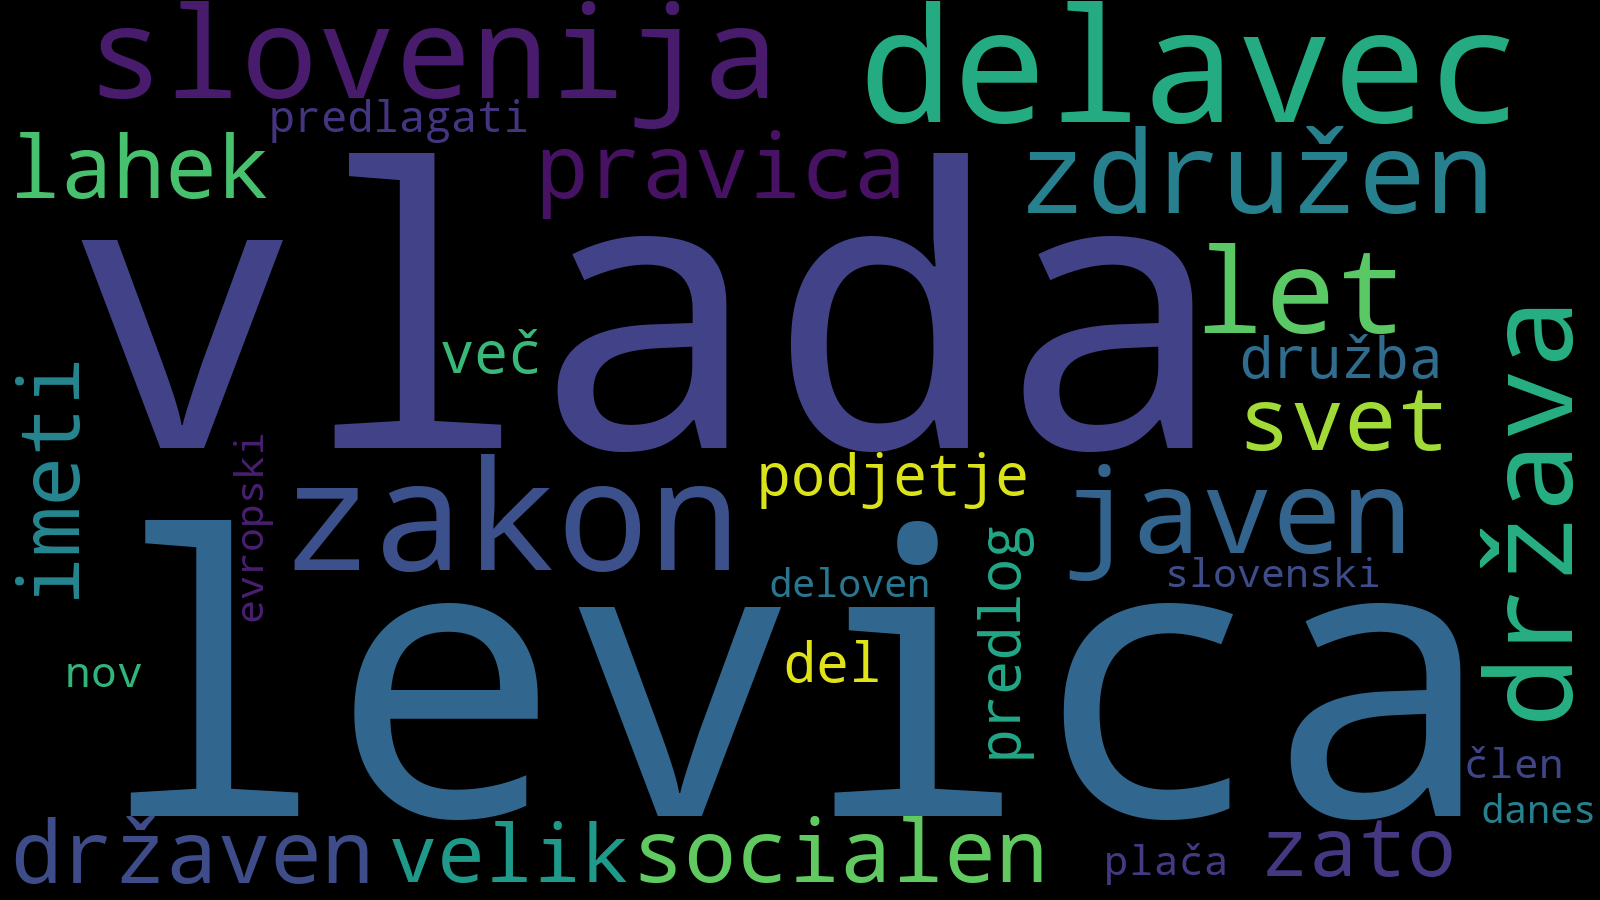 slovenija
delavec
predlagati
lahek
pravica
združen
vlada
let
več
družba
svet
država
imeti
evropski
zakon
podjetje
javen
deloven
slovenski
predlog
levica
nov
del
člen
danes
državen
velik
socialen
plača
zato